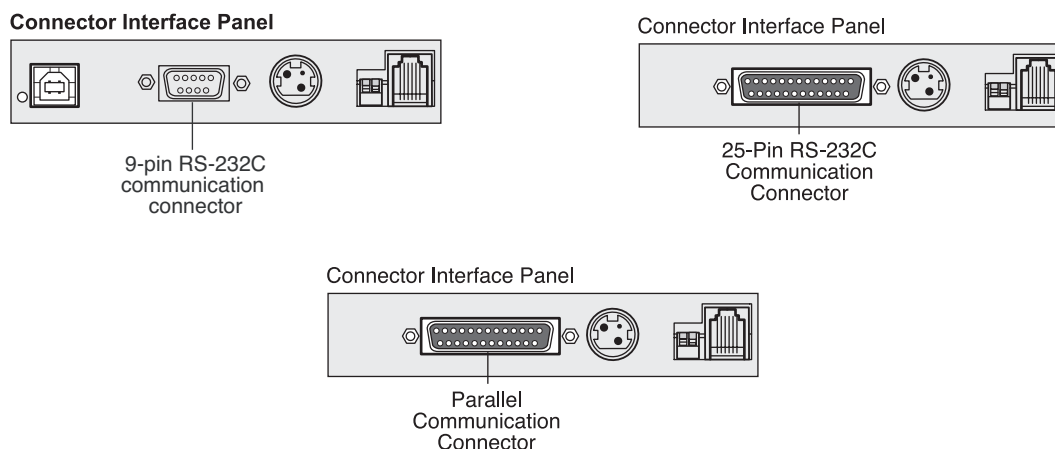 Connector Interface Panel
9-pin RS-232C
communication
connector
Connector Interface Panel
25-Pin RS-232C
Communication
Connector
Connector Interface Panel
Parallel
Communication
Connector